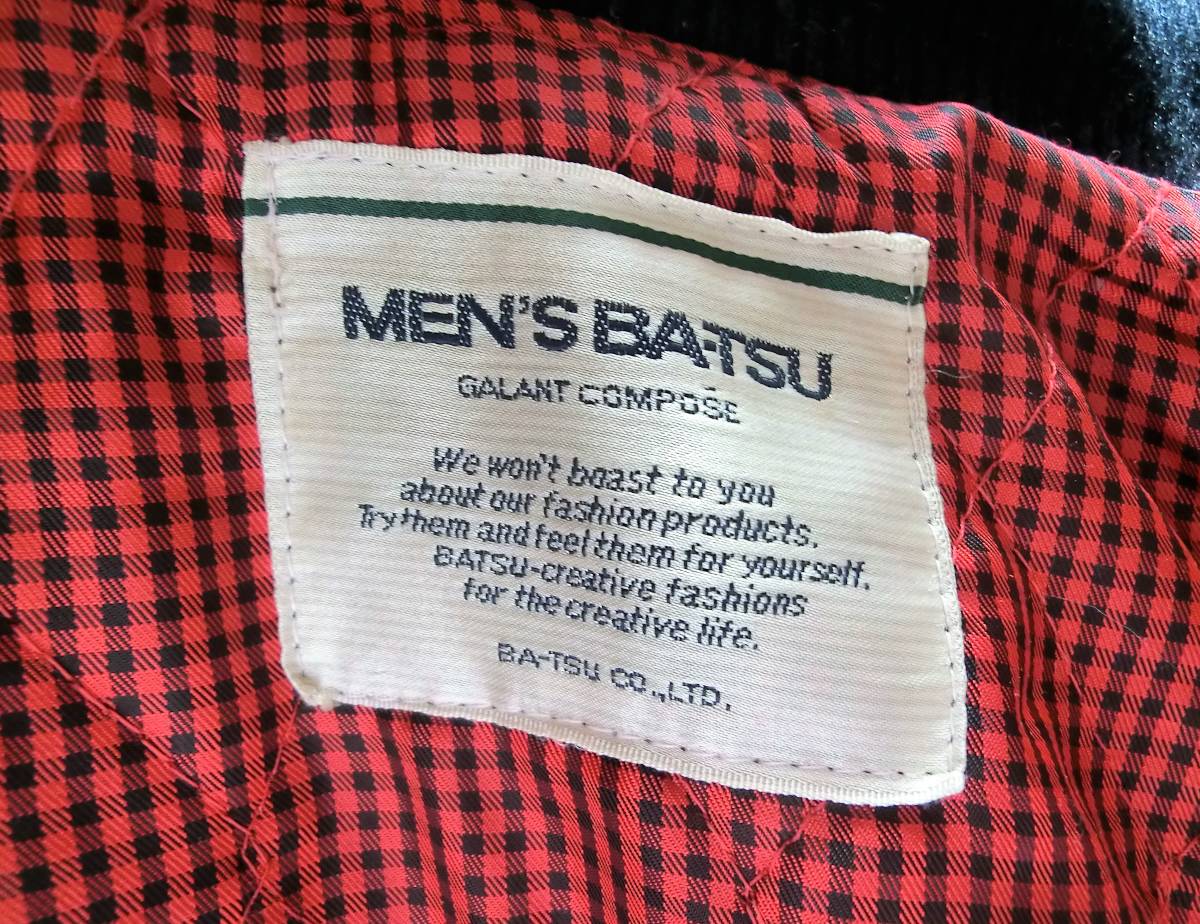 MEN'S BA-TSU
GALANT COMPOSÉ
We won't boast to you
about our fashion products.
Try them and feel them for yourself.
BATSU-creative fashions
for the creative life.
BA-TSU CO.,LTD.